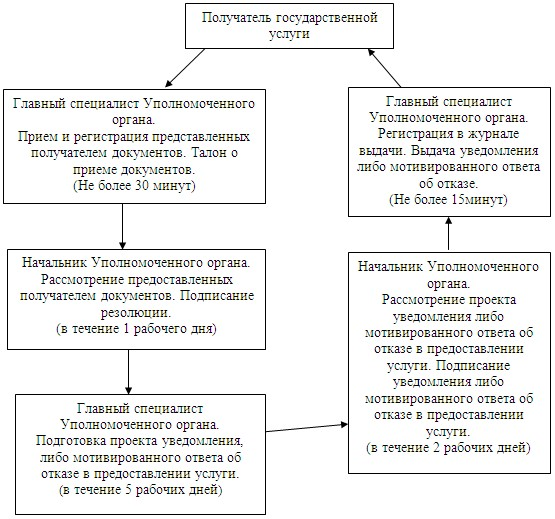 Получатель государственной
услуги
Главный специалист Уполномоченного
органа.
Прием и регистрация представленных
получателем документов. Талон о
приеме документов.
(Не более 30 минут)
Начальник Уполномоченного органа.
Рассмотрение предоставленных
получателем документов. Подписание
резолюции.
(в течение 1 рабочего дня)
Главный специалист
Уполномоченного органа.
Подготовка проекта уведомления,
либо мотивированного ответа об
отказе в предоставлении услуги.
(в течение 5 рабочих дней)
Начальник Уполномоченного
органа.
Рассмотрение проекта
уведомления либо
мотивированного ответа об
отказе в предоставлении
услуги. Подписание
уведомления либо
мотивированного ответа об
отказе в предоставлении
услуги.
(в течение 2 рабочих дней)
Главный специалист
Уполномоченного органа.
Регистрация в журнале
выдачи. Выдача уведомления
либо мотивированного ответа
об отказе.
(Не более 15минут)